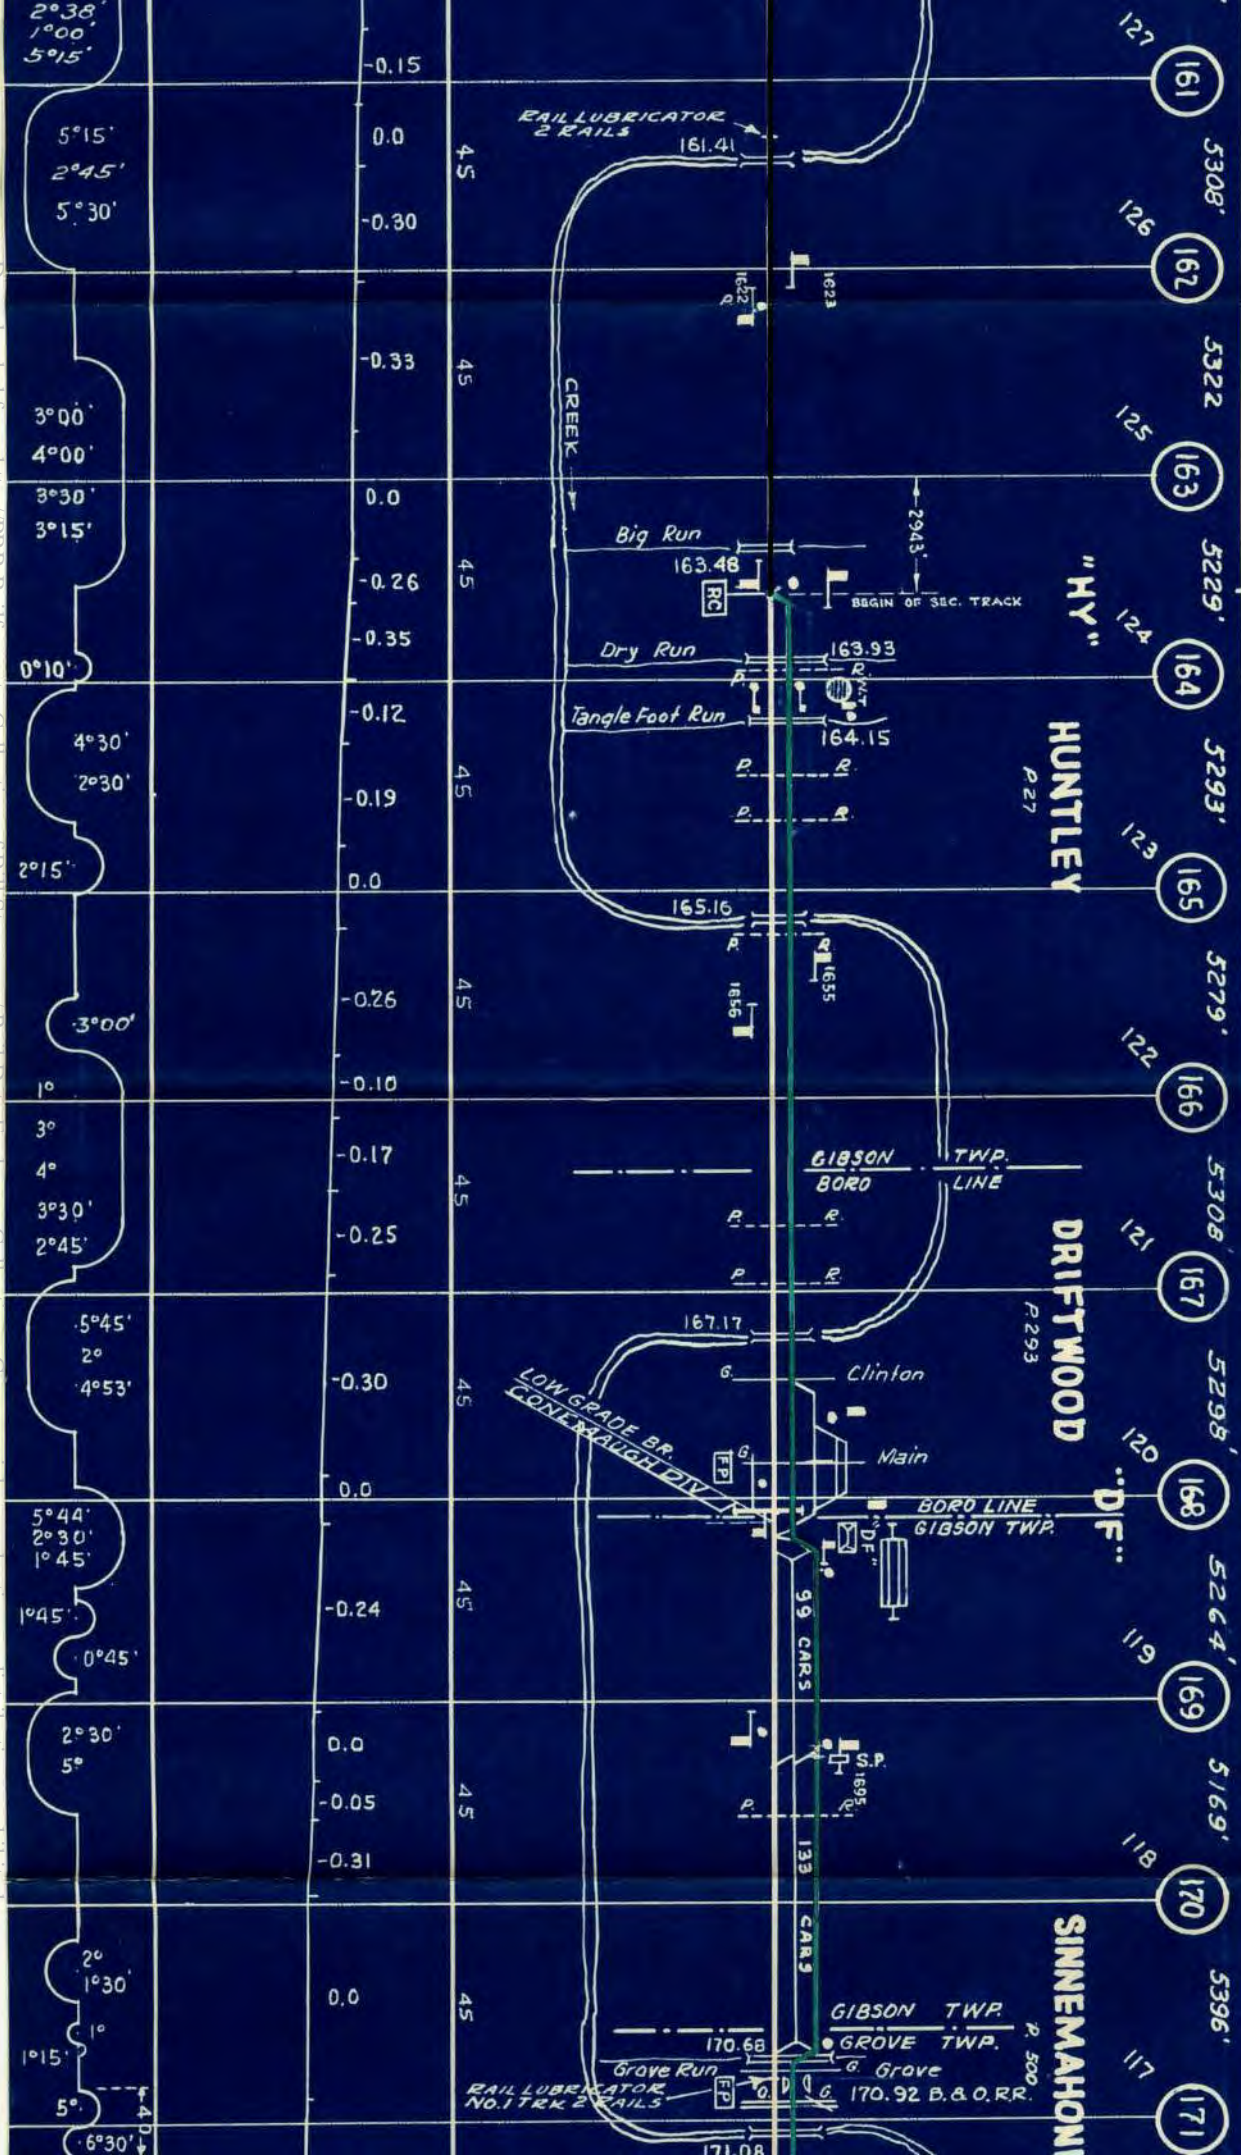 2°38'
1°00'
5°15'
-0.15
127
161
RAIL LUBRICATOR
2 RAILS
161.41
5°15'
2°45'
5°30'
0.0
-0.30
45
5308'
126
162
1623
1622
P.
-0.33
45
5322
CREEK
125
163
3°00'
4°00'
3°30'
3°15'
0.0
-0.26
-0.35
45
2943'
Big Run
163.48
RC
BEGIN OF SEC. TRACK
5229'
"HY"
124
164
Dry Run
163.93
P. R.
W.T.
0°10'
-0.12
Tangle Foot Run
164.15
4°30'
2°30'
-0.19
45
P. R.
P. R.
HUNTLEY
P. 27
5293'
123
165
2°15'
0.0
165.16
P. R.
1655
1656
3°00'
-0.26
-0.10
45
5279'
122
166
1°
3°
4°
3°30'
2°45'
-0.17
-0.25
45
GIBSON TWP.
BORO LINE
P. R.
P. R.
5308'
121
167
167.17
5°45'
2°
4°53'
-0.30
45
G. Clinton
DRIFTWOOD
P. 293
5298'
120
168
LOW GRADE BR.
CONEMAUGH DIV
FP
G. Main
BORO LINE
GIBSON TWP.
"DF"
"DF"
0.0
5°44'
2°30'
1°45'
1°45'
0°45'
-0.24
45
99 CARS
5264'
119
169
2°30'
5°
0.0
-0.05
-0.31
45
S.P.
1695
P. R.
133 CARS
5169'
118
170
2°
1°30'
1°
1°15'
0.0
45
GIBSON TWP.
GROVE TWP.
SINNEMAHONI
P. 500
5396'
117
171
170.68
Grove Run
G. Grove
RAIL LUBRICATOR
NO.1 TRK 2 RAILS
FP
G. G.
170.92 B.& O.RR.
5°
6°30'
171.08